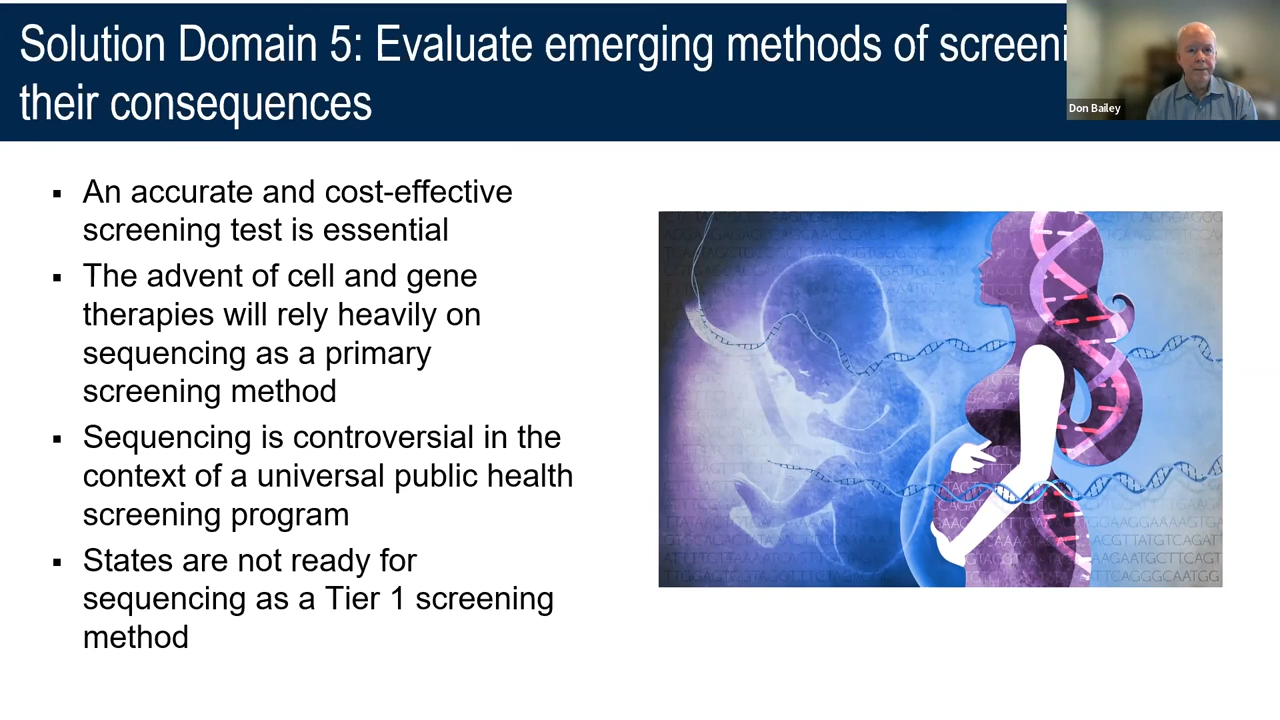 Solution Domain 5: Evaluate emerging methods of screeni
their consequences
Don Bailey
▪ An accurate and cost-effective
screening test is essential
▪ The advent of cell and gene
therapies will rely heavily on
sequencing as a primary
screening method
▪ Sequencing is controversial in the
context of a universal public health
screening program
▪ States are not ready for
sequencing as a Tier 1 screening
method